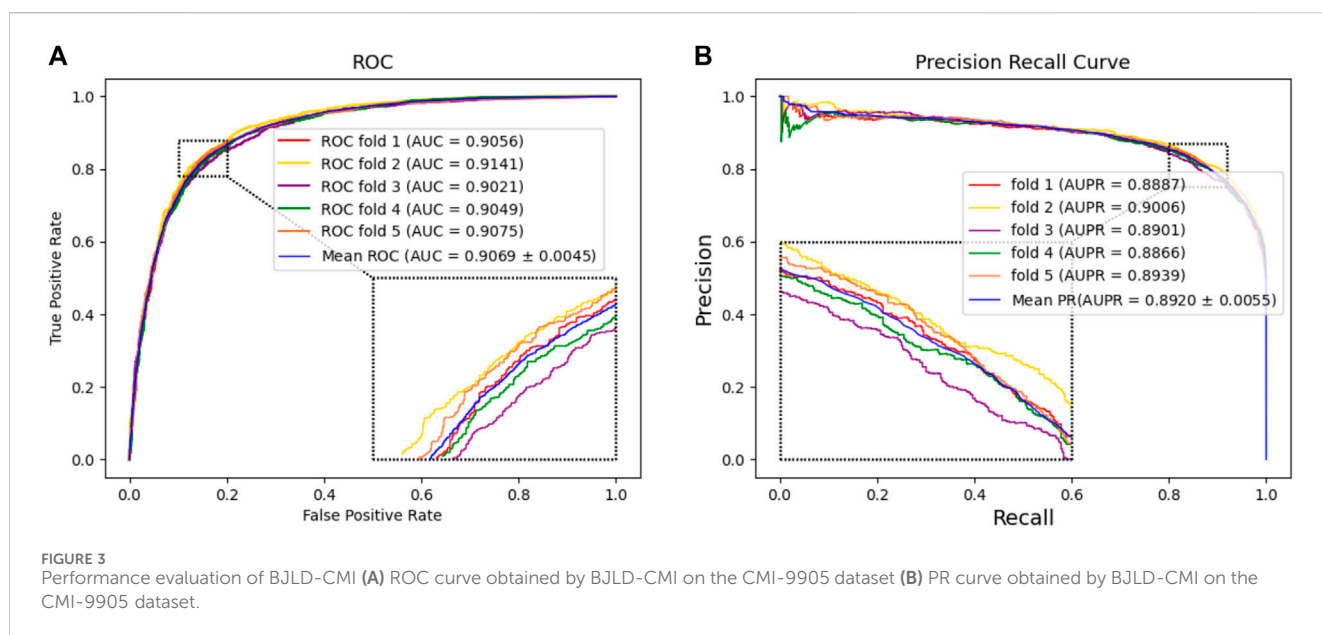 A
ROC
1.0
0.8
0.6
0.4
0.2
0.0
True Positive Rate
ROC fold 1 (AUC = 0.9056)
ROC fold 2 (AUC = 0.9141)
ROC fold 3 (AUC = 0.9021)
ROC fold 4 (AUC = 0.9049)
ROC fold 5 (AUC = 0.9075)
Mean ROC (AUC = 0.9069 ± 0.0045)
0.0 0.2 0.4 0.6 0.8 1.0
False Positive Rate
B
Precision Recall Curve
1.0
0.8
0.6
0.4
0.2
0.0
Precision
fold 1 (AUPR = 0.8887)
fold 2 (AUPR = 0.9006)
fold 3 (AUPR = 0.8901)
fold 4 (AUPR = 0.8866)
fold 5 (AUPR = 0.8939)
Mean PR(AUPR = 0.8920 ± 0.0055)
0.0 0.2 0.4 0.6 0.8 1.0
Recall
FIGURE 3
Performance evaluation of BJLD-CMI (A) ROC curve obtained by BJLD-CMI on the CMI-9905 dataset (B) PR curve obtained by BJLD-CMI on the
CMI-9905 dataset.